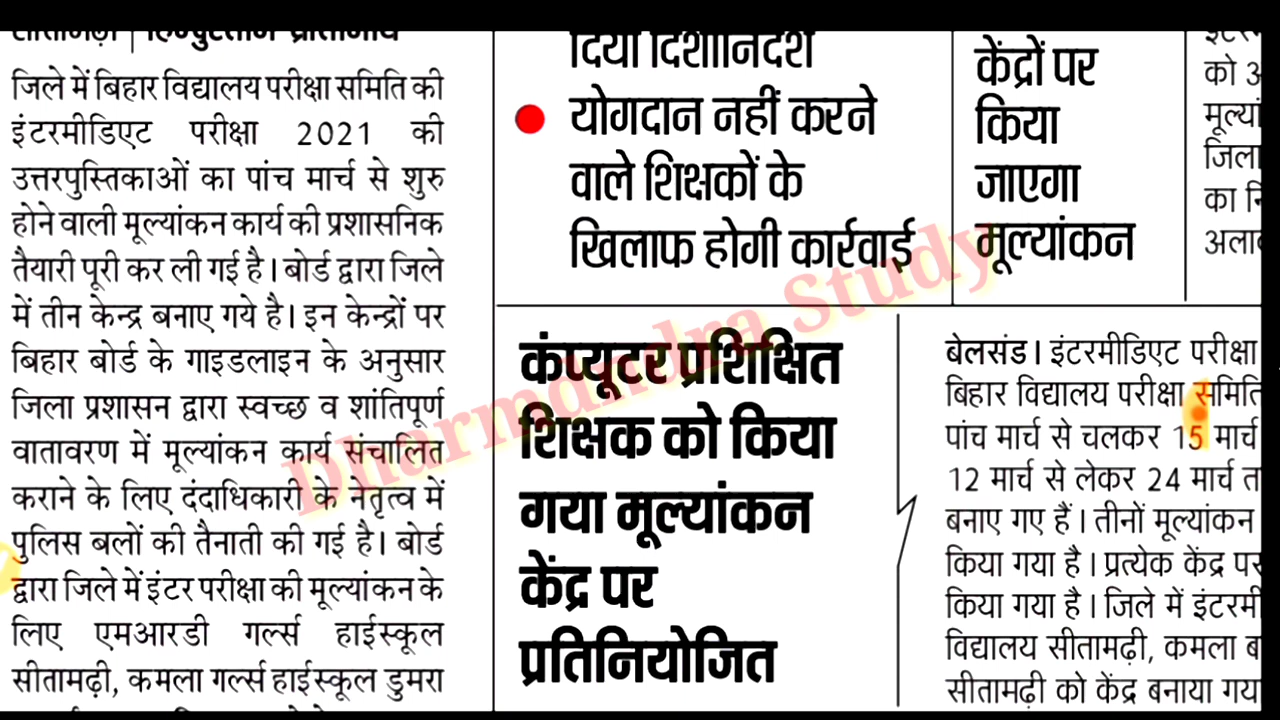 सीतामढ़ी | हिन्दुस्तान प्रतिनिधि
जिले में बिहार विद्यालय परीक्षा समिति की
इंटरमीडिएट परीक्षा 2021 की
उत्तरपुस्तिकाओं का पांच मार्च से शुरु
होने वाली मूल्यांकन कार्य की प्रशासनिक
तैयारी पूरी कर ली गई है। बोर्ड द्वारा जिले
में तीन केन्द्र बनाए गये है। इन केन्द्रों पर
बिहार बोर्ड के गाइडलाइन के अनुसार
जिला प्रशासन द्वारा स्वच्छ व शांतिपूर्ण
वातावरण में मूल्यांकन कार्य संचालित
कराने के लिए दंदाधिकारी के नेतृत्व में
पुलिस बलों की तैनाती की गई है। बोर्ड
द्वारा जिले में इंटर परीक्षा की मूल्यांकन के
लिए एमआरडी गर्ल्स हाईस्कूल
सीतामढ़ी, कमला गर्ल्स हाईस्कूल डुमरा
दिया दिशानिर्देश
योगदान नहीं करने
वाले शिक्षकों के
खिलाफ होगी कार्रवाई
केंद्रों पर
किया
जाएगा
मूल्यांकन
को
मूल्यां
जिला
का
अलाव
कंप्यूटर प्रशिक्षित
शिक्षक को किया
गया मूल्यांकन
केंद्र पर
प्रतिनियोजित
बेलसंड। इंटरमीडिएट परीक्षा
बिहार विद्यालय परीक्षा समिति
पांच मार्च से चलकर 15 मार्च
12 मार्च से लेकर 24 मार्च त
बनाए गए हैं। तीनों मूल्यांकन
किया गया है। प्रत्येक केंद्र पर
किया गया है। जिले में इंटरमी
विद्यालय सीतामढ़ी, कमला ब
सीतामढ़ी को केंद्र बनाया गया
Dharmdndra Study